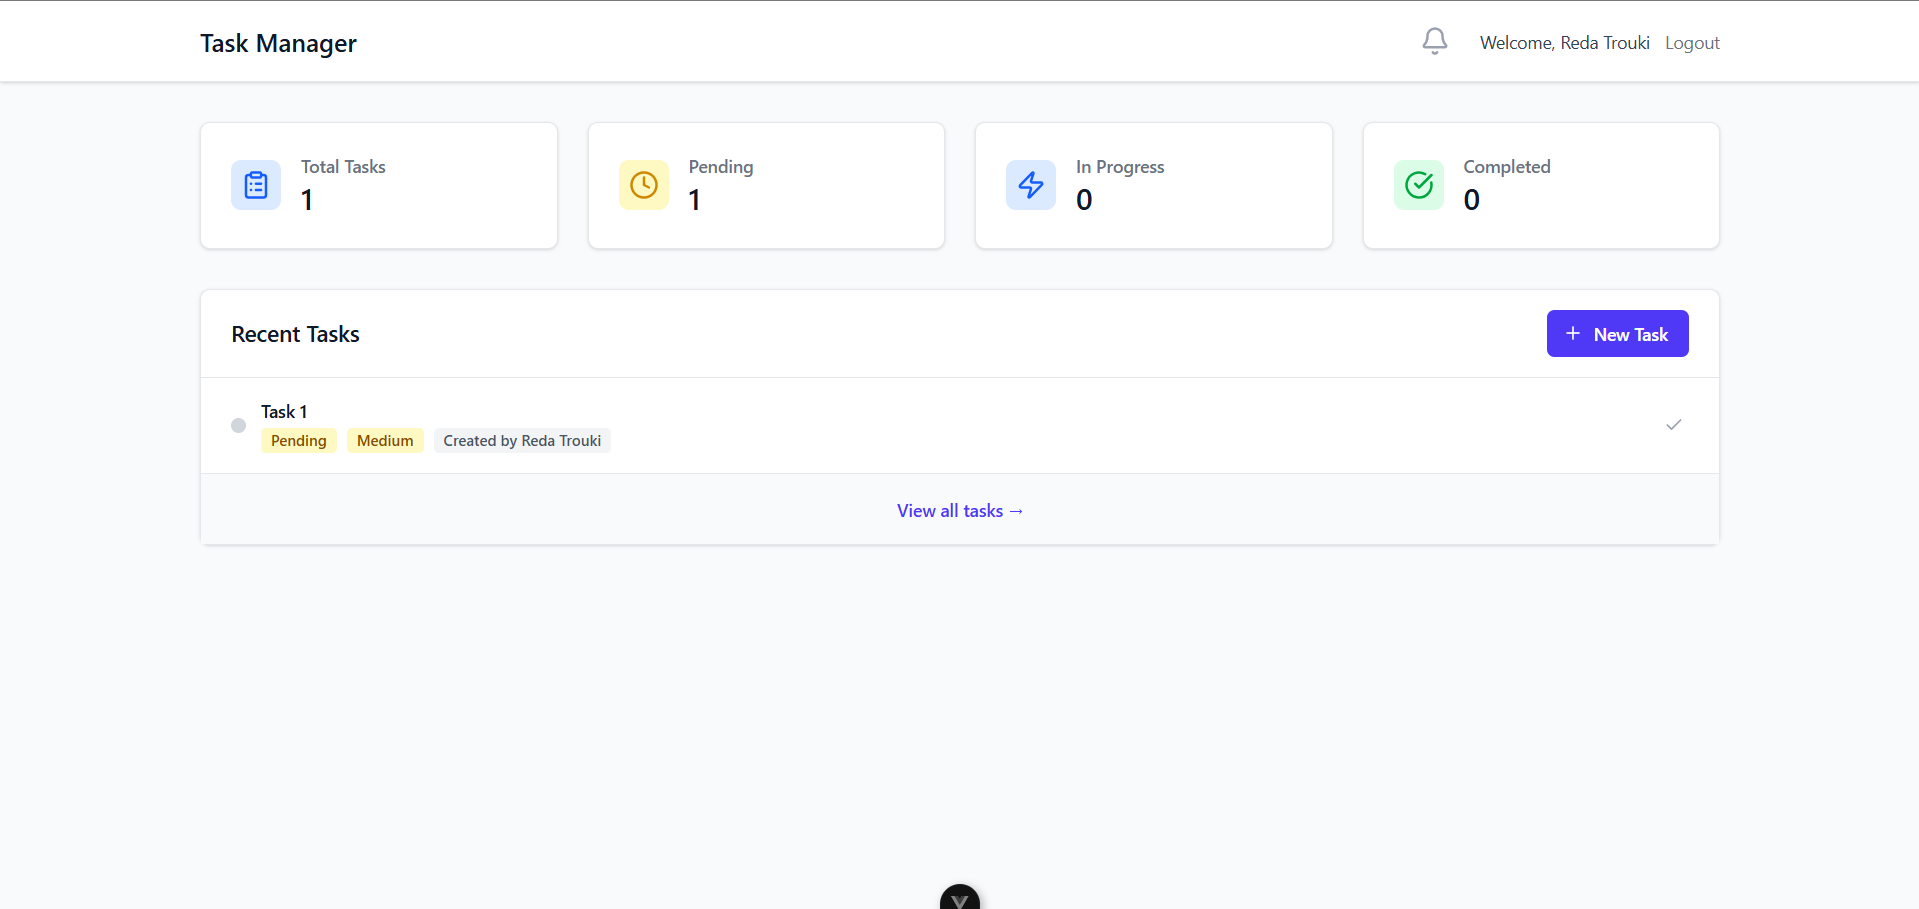 Task Manager
Welcome, Reda Trouki Logout
Total Tasks
1
Pending
1
In Progress
0
Completed
0
Recent Tasks
+ New Task
Task 1
Pending Medium Created by Reda Trouki
View all tasks →